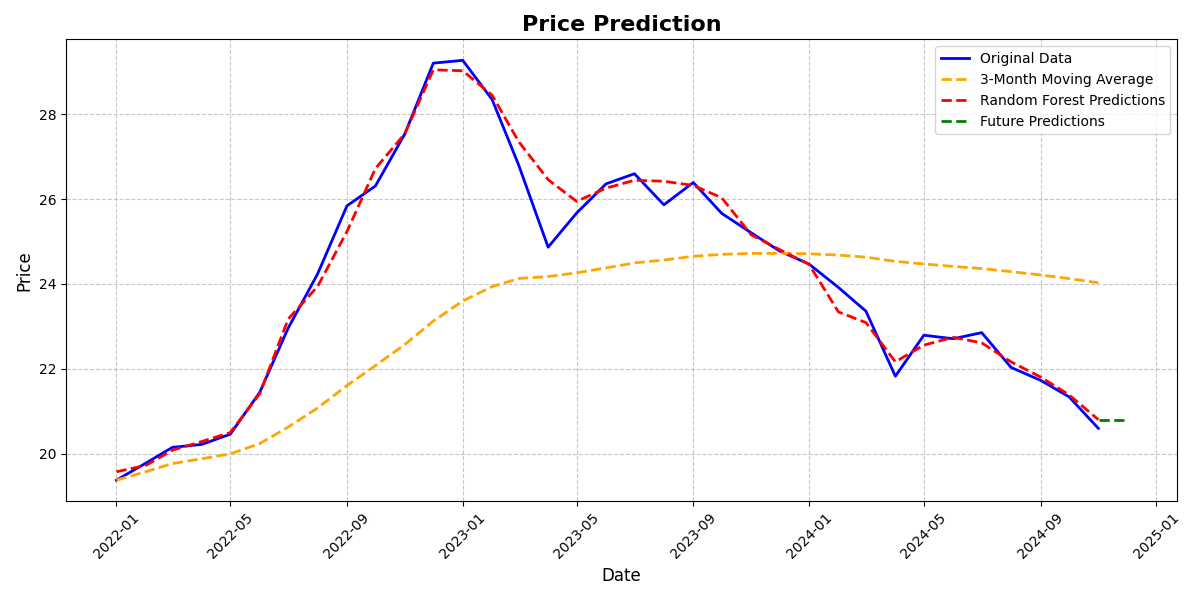 Price Prediction
Original Data
3-Month Moving Average
Random Forest Predictions
Future Predictions
Price
28
26
24
22
20
2022-01
2022-05
2022-09
2023-01
2023-05
2023-09
2024-01
2024-05
2024-09
2025-01
Date